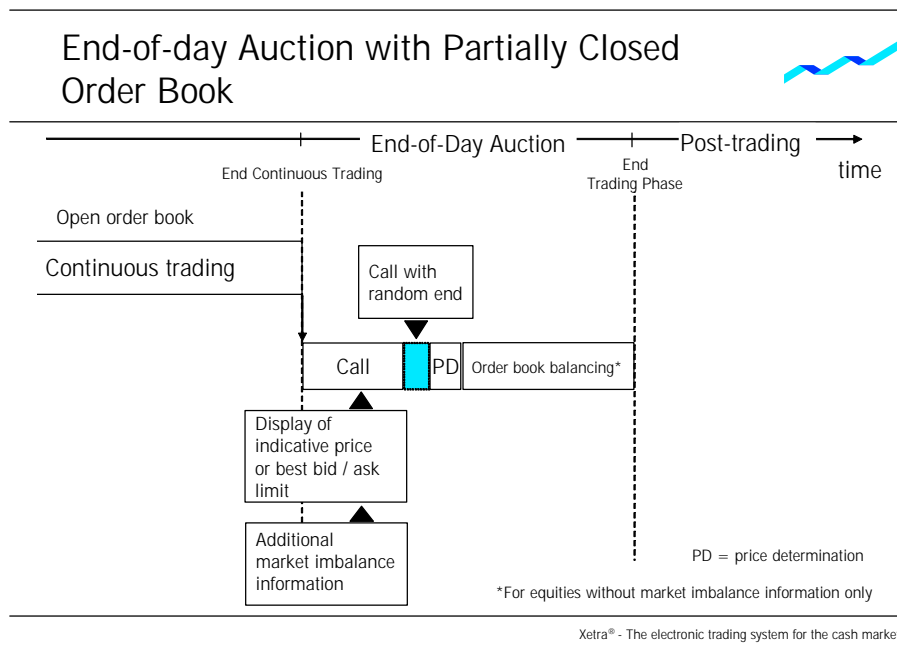 End-of-day Auction with Partially Closed
Order Book
End-of-Day Auction
Post-trading
time
End Continuous Trading
End
Trading Phase
Open order book
Continuous trading
Call with
random end
Call
PD
Order book balancing*
Display of
indicative price
or best bid / ask
limit
Additional
market imbalance
information
PD = price determination
*For equities without market imbalance information only
Xetra® - The electronic trading system for the cash marke